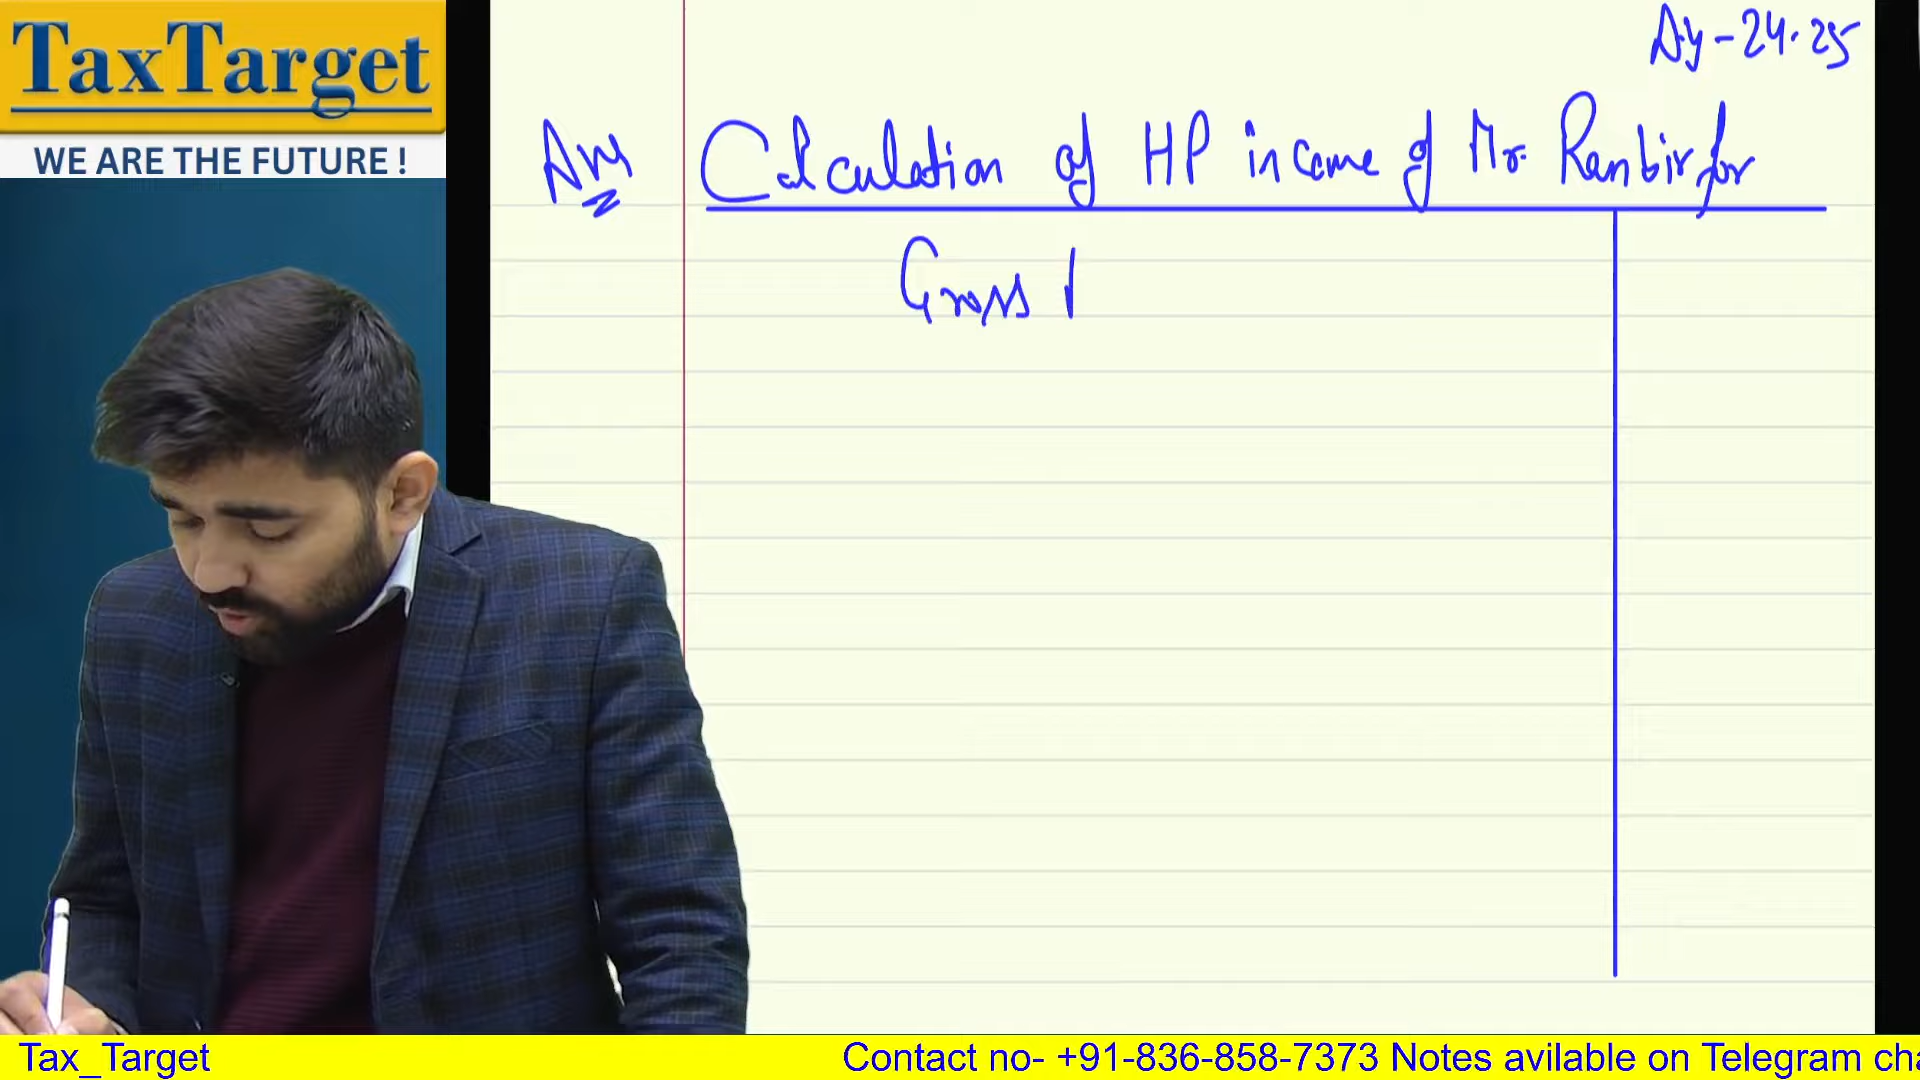 TaxTarget
WE ARE THE FUTURE !
Ay - 24-25
Ans Calculation of HP income of Mr. Ranbir for
Gross
Tax_Target
Contact no- +91-836-858-7373 Notes avilable on Telegram cha